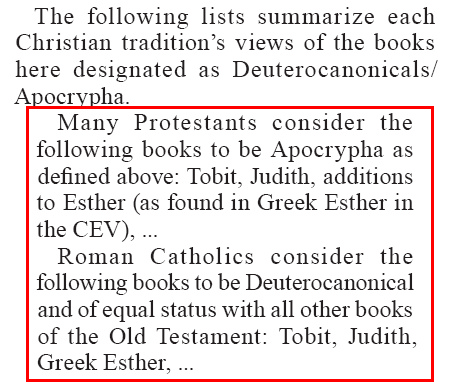 The following lists summarize each
Christian tradition’s views of the books
here designated as Deuterocanonicals/
Apocrypha.
Many Protestants consider the
following books to be Apocrypha as
defined above: Tobit, Judith, additions
to Esther (as found in Greek Esther in
the CEV), ...
Roman Catholics consider the
following books to be Deuterocanonical
and of equal status with all other books
of the Old Testament: Tobit, Judith,
Greek Esther, ...